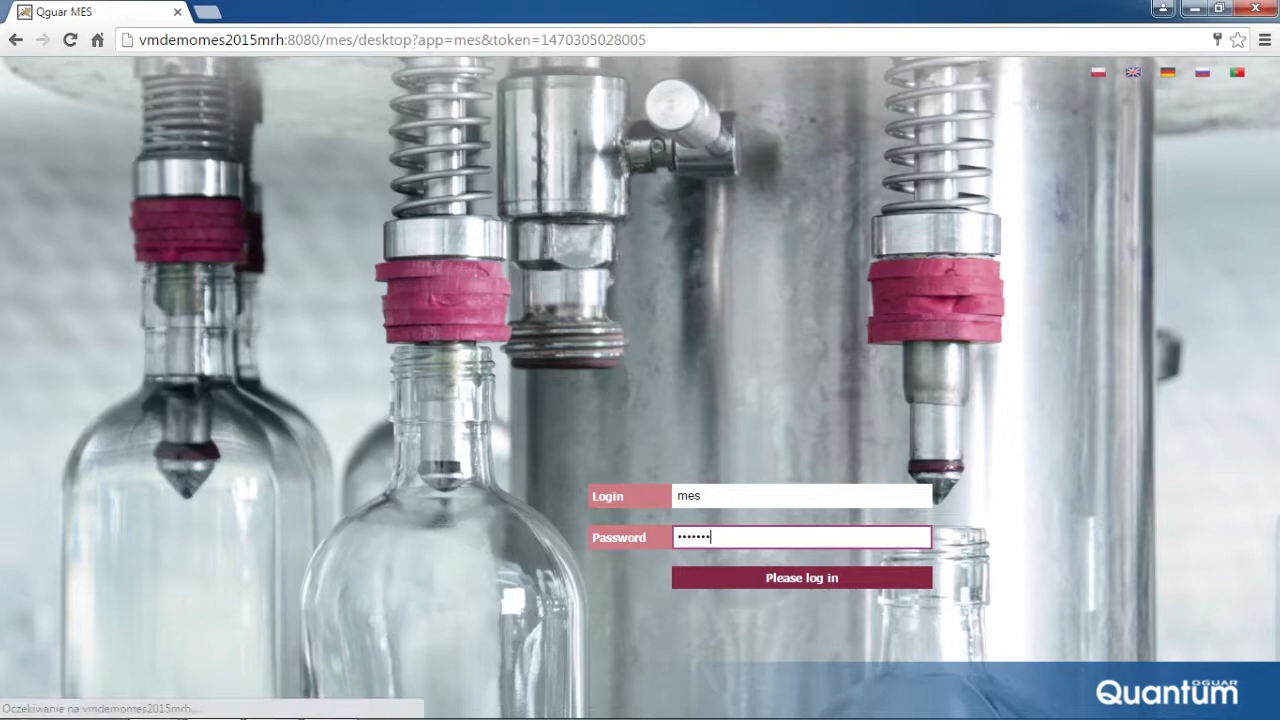 Qguar MES
vmdemomes2015mrh:8080/mes/desktop?app=mes&token=1470305028005
Login mes
Password •••••••
Please log in
QGUAR
Quantum
Oczekiwanie na vmdemomes2015mrh...